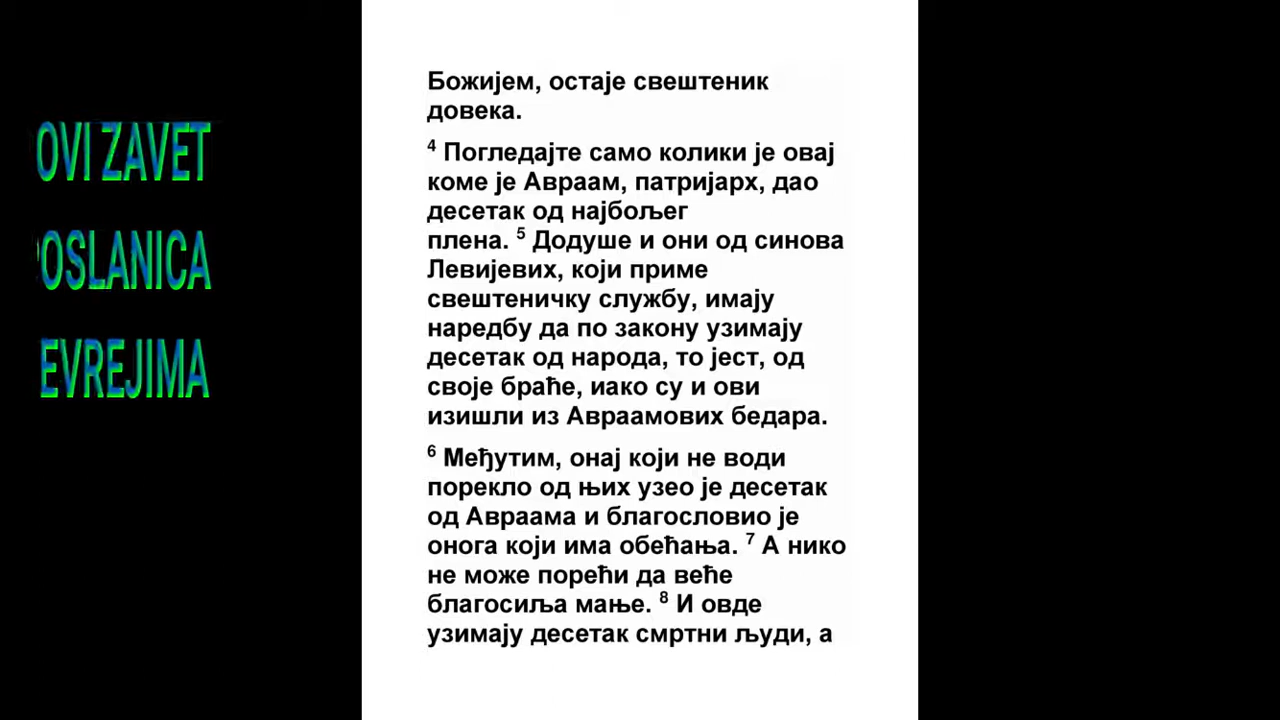 OVI ZAVET
POSLANICA
EVREJIMA
Божијем, остаје свештеник
довека.
4 Погледајте само колики је овај
коме је Авраам, патријарх, дао
десетак од најбољег
плена. 5 Додуше и они од синова
Левијевих, који приме
свештеничку службу, имају
наредбу да по закону узимају
десетак од народа, то јест, од
своје браће, иако су и ови
изишли из Авраамових бедара.
6 Међутим, онај који не води
порекло од њих узео је десетак
од Авраама и благословио је
онога који има обећања. 7 А нико
не може порећи да веће
благосиља мање. 8 И овде
узимају десетак смртни људи, а